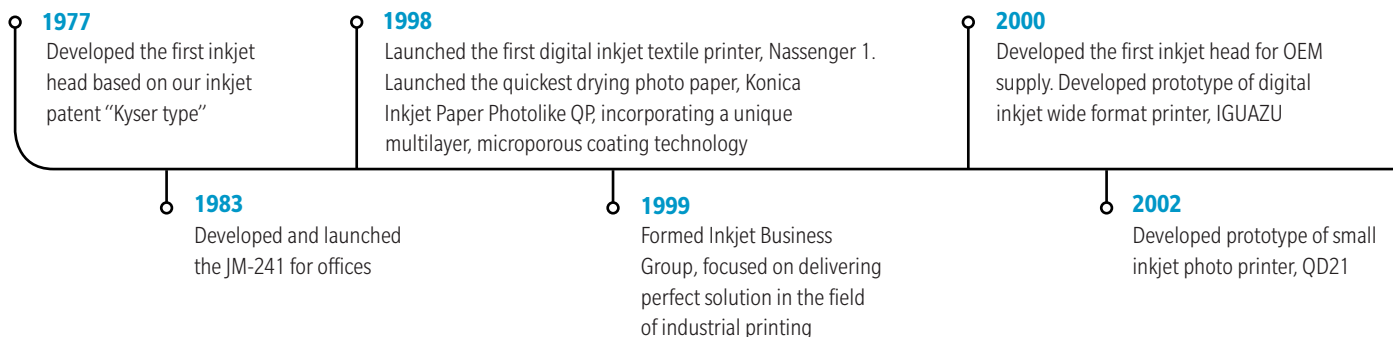 1977
Developed the first inkjet
head based on our inkjet
patent “Kyser type”
1983
Developed and launched
the JM-241 for offices
1998
Launched the first digital inkjet textile printer, Nassenger 1.
Launched the quickest drying photo paper, Konica
Inkjet Paper Photolike QP, incorporating a unique
multilayer, microporous coating technology
1999
Formed Inkjet Business
Group, focused on delivering
perfect solution in the field
of industrial printing
2000
Developed the first inkjet head for OEM
supply. Developed prototype of digital
inkjet wide format printer, IGUAZU
2002
Developed prototype of small
inkjet photo printer, QD21